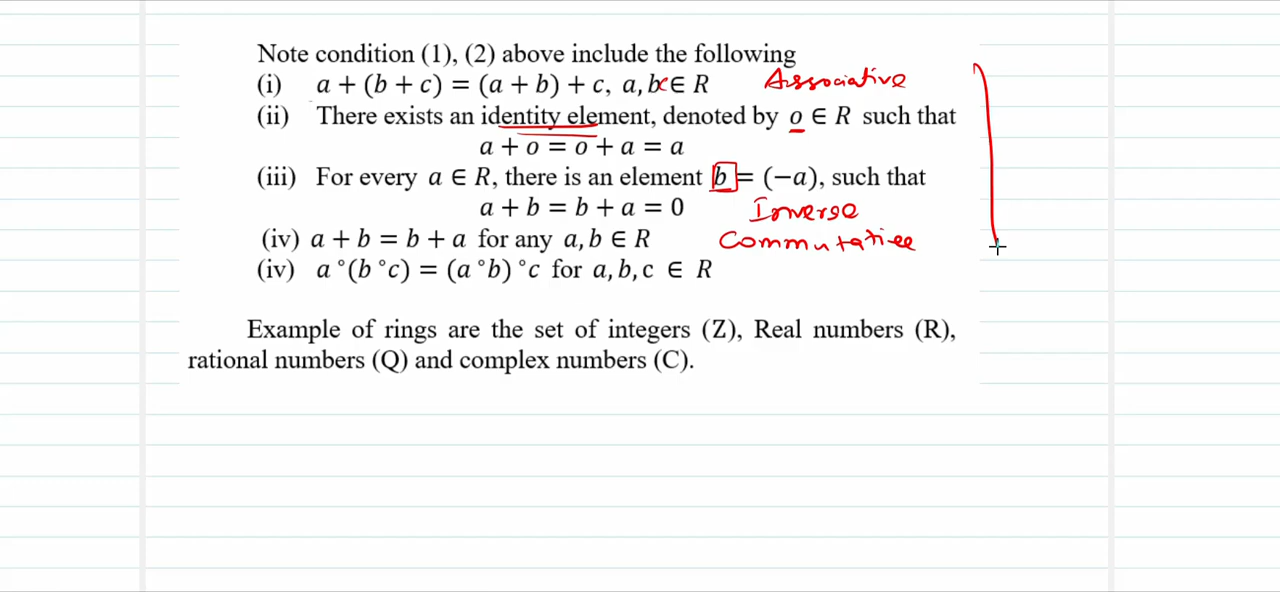 Note condition (1), (2) above include the following
(i) a + (b + c) = (a + b) + c, a, b, c ∈ R Associative
(ii) There exists an identity element, denoted by o ∈ R such that
a + o = o + a = a
(iii) For every a ∈ R, there is an element b = (−a), such that
a + b = b + a = 0 Inverse
(iv) a + b = b + a for any a, b ∈ R Commutative
(iv) a °(b °c) = (a °b) °c for a, b, c ∈ R
Example of rings are the set of integers (Z), Real numbers (R),
rational numbers (Q) and complex numbers (C).